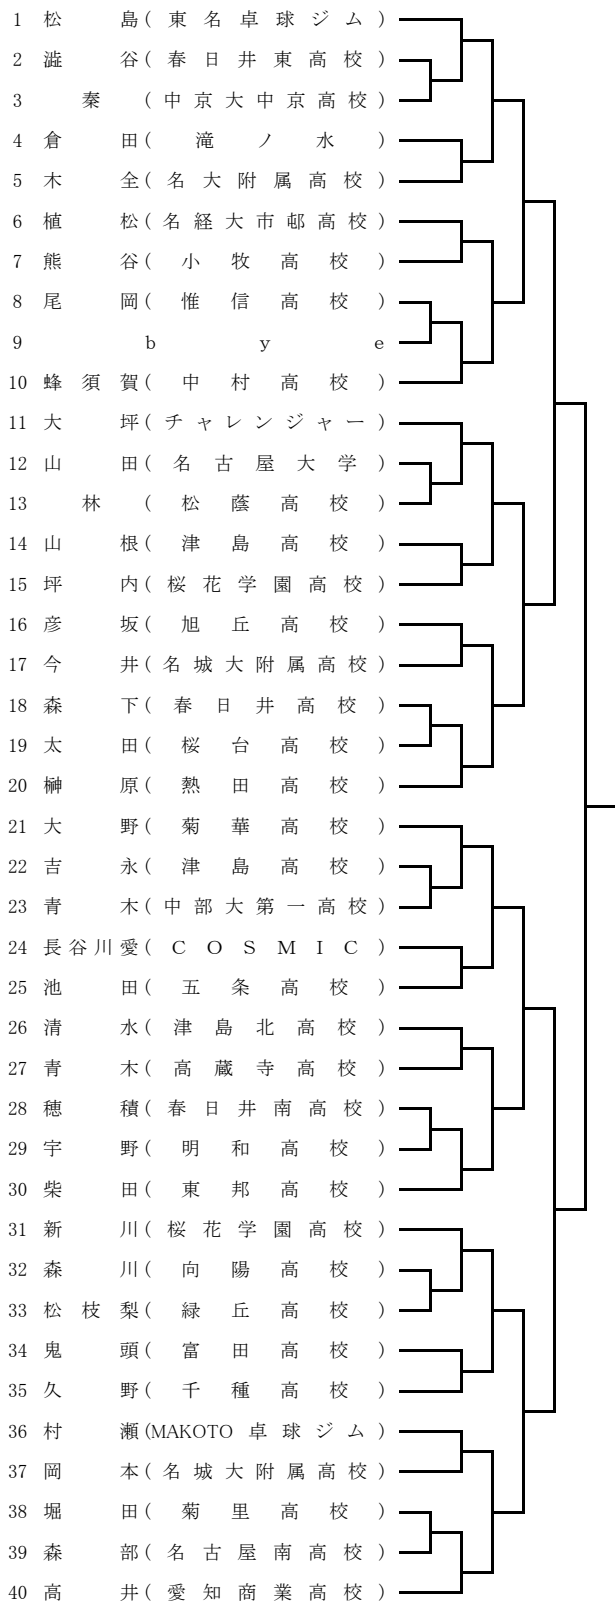 1 松島(東名卓球ジム)
2 澁谷(春日井東高校)
3 秦(中京大中京高校)
4 倉田(滝ノ水)
5 木全(名大附属高校)
6 植松(名経大市邨高校)
7 熊谷(小牧高校)
8 尾岡(惟信高校)
9 bye
10 蜂須賀(中村高校)
11 大坪(チャレンジャー)
12 山田(名古屋大学)
13 林(松蔭高校)
14 山根(津島高校)
15 坪内(桜花学園高校)
16 彦坂(旭丘高校)
17 今井(名城大附属高校)
18 森下(春日井高校)
19 太田(桜台高校)
20 榊原(熱田高校)
21 大野(菊華高校)
22 吉永(津島高校)
23 青木(中部大第一高校)
24 長谷川愛(COSMIC)
25 池田(五条高校)
26 清水(津島北高校)
27 青木(高蔵寺高校)
28 穂積(春日井南高校)
29 宇野(明和高校)
30 柴田(東邦高校)
31 新川(桜花学園高校)
32 森川(向陽高校)
33 松枝梨(緑丘高校)
34 鬼頭(富田高校)
35 久野(千種高校)
36 村瀬(MAKOTO卓球ジム)
37 岡本(名城大附属高校)
38 堀田(菊里高校)
39 森部(名古屋南高校)
40 高井(愛知商業高校)